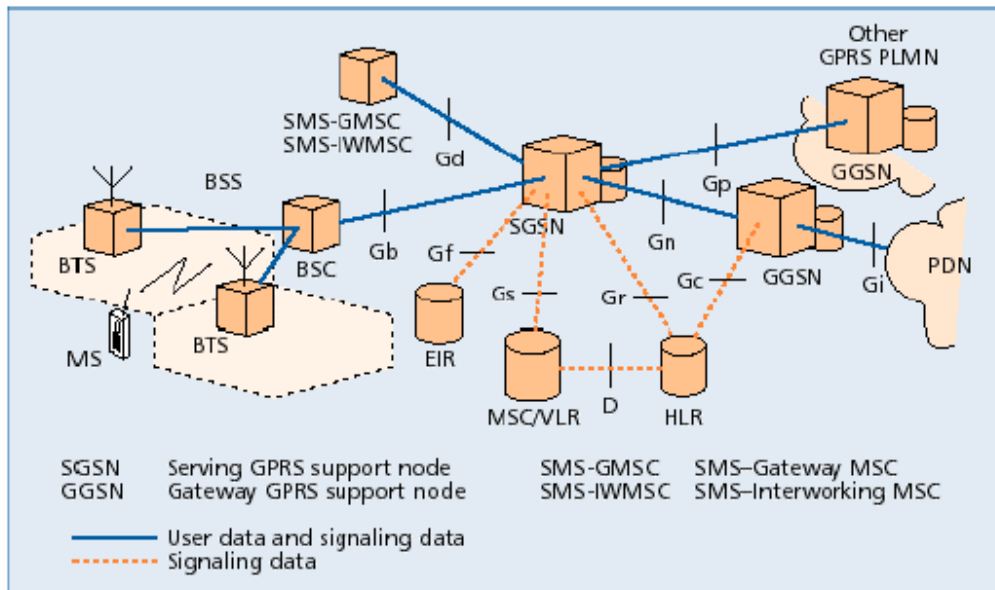 Other
GPRS PLMN
SMS-GMSC
SMS-IWMSC
Gd
Gp
GGSN
BSS
SGSN
Gn
BTS
BSC
Gb
Gf
Gc
GGSN
Gi
PDN
Gs
Gr
MS
BTS
EIR
MSC/VLR
D
HLR
SGSN Serving GPRS support node
GGSN Gateway GPRS support node
SMS-GMSC SMS–Gateway MSC
SMS-IWMSC SMS–Interworking MSC
User data and signaling data
Signaling data